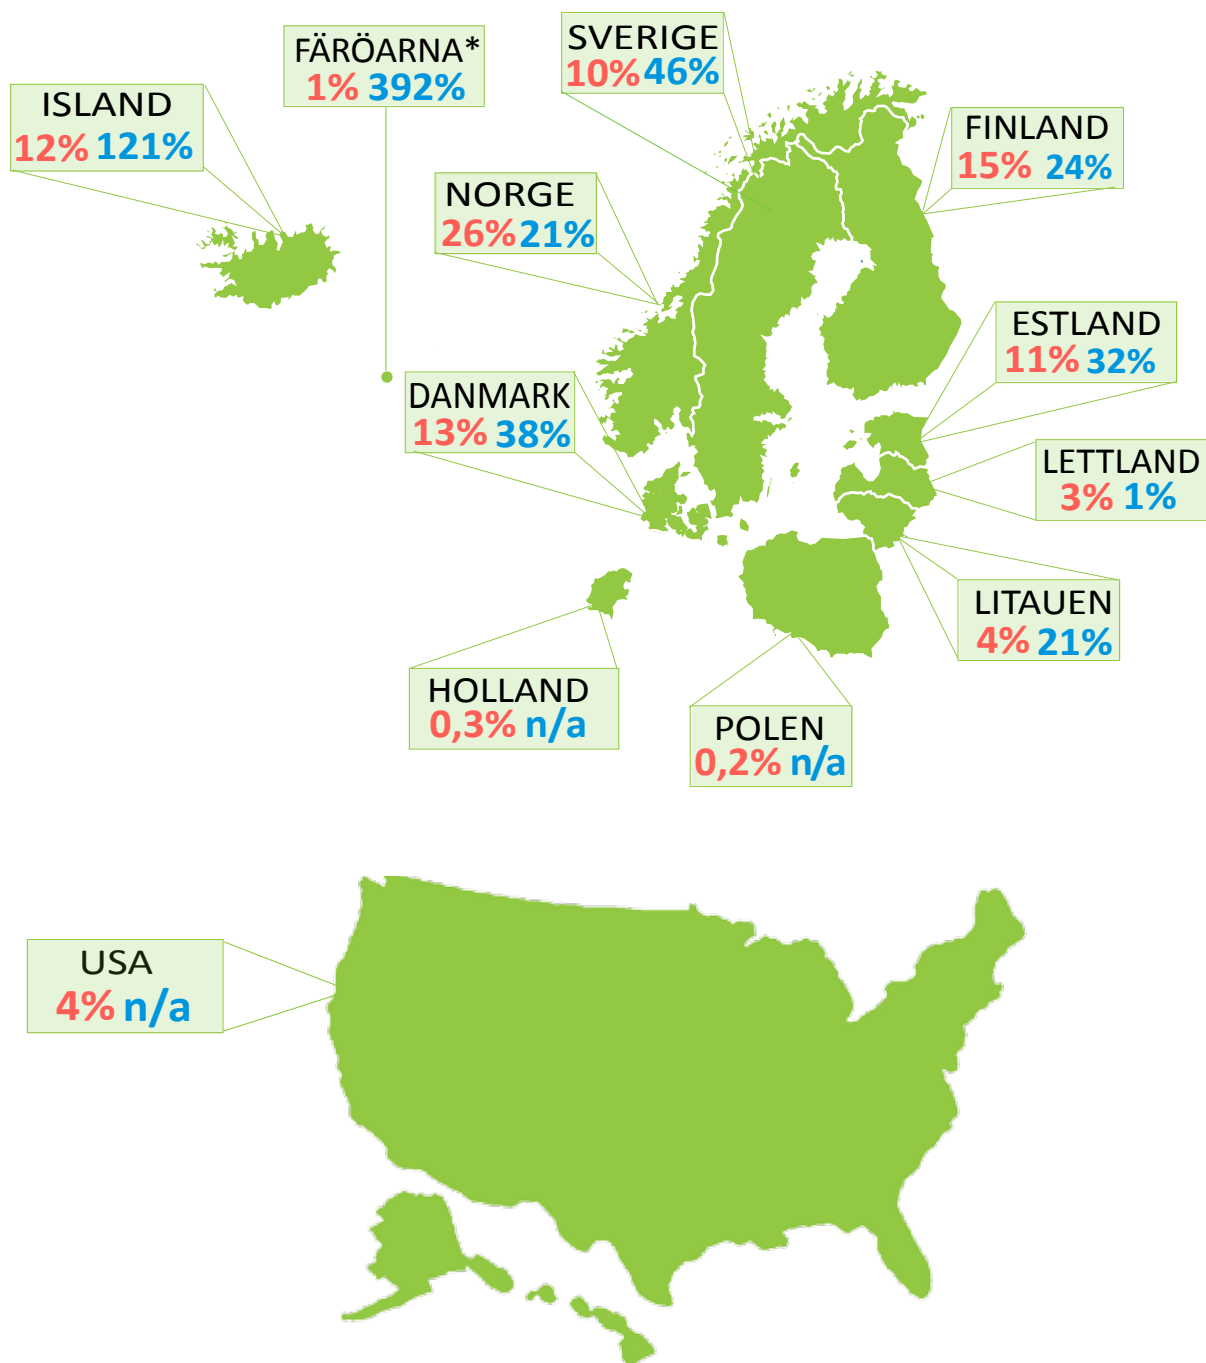 FÄRÖARNA*
1% 392%
SVERIGE
10% 46%
ISLAND
12% 121%
FINLAND
15% 24%
NORGE
26% 21%
ESTLAND
11% 32%
DANMARK
13% 38%
LETTLAND
3% 1%
LITAUEN
4% 21%
HOLLAND
0,3% n/a
POLEN
0,2% n/a
USA
4% n/a